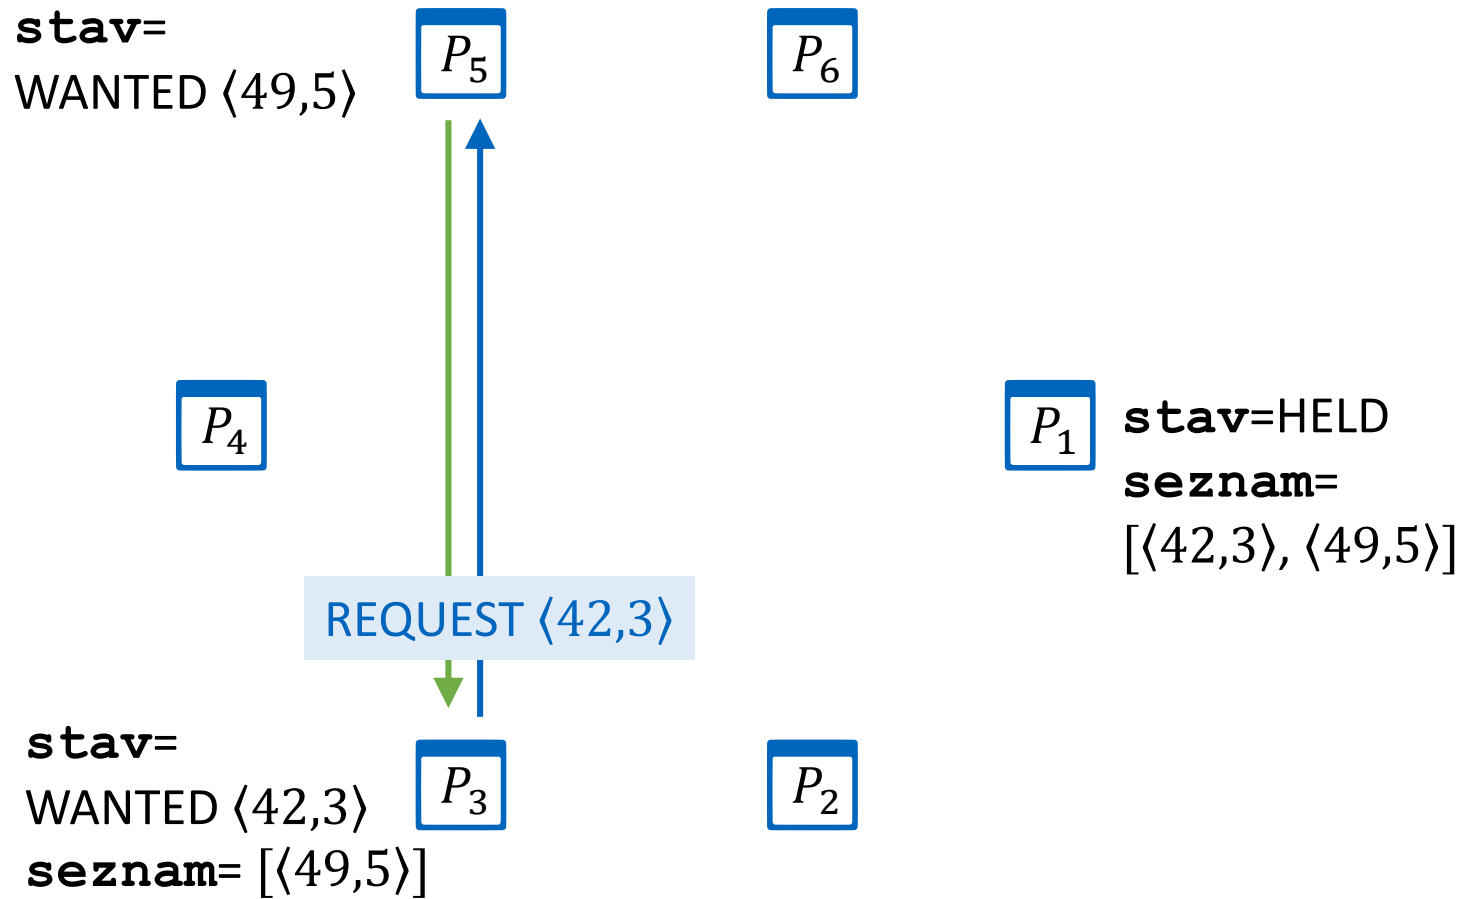 stav=
WANTED ⟨49,5⟩
P₅
P₆
P₄
P₁
stav=HELD
seznam=
[⟨42,3⟩, ⟨49,5⟩]
REQUEST ⟨42,3⟩
stav=
WANTED ⟨42,3⟩
seznam= [⟨49,5⟩]
P₃
P₂